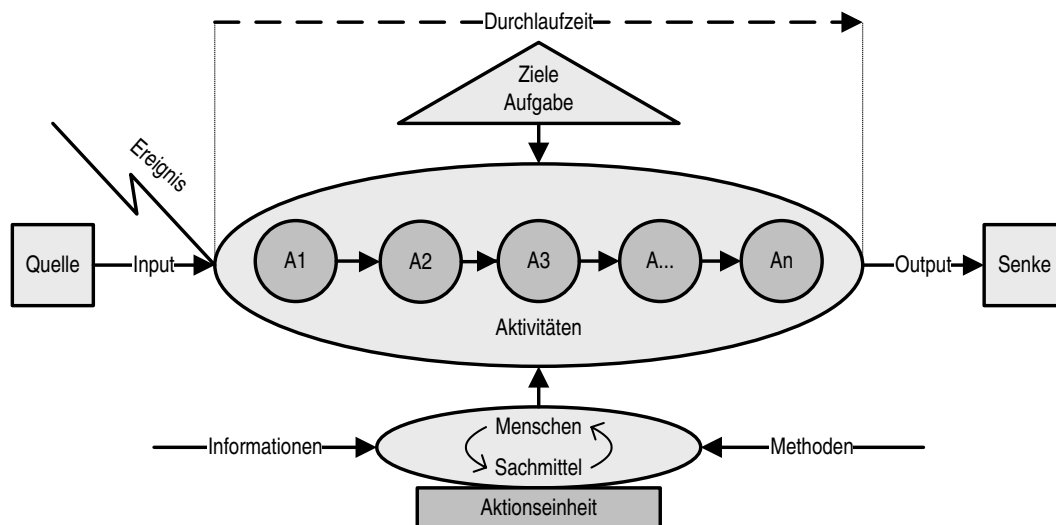 Durchlaufzeit
Ziele
Aufgabe
Ereignis
Quelle
Input
A1
A2
A3
A...
An
Output
Senke
Aktivitäten
Informationen
Menschen
Sachmittel
Methoden
Aktionseinheit